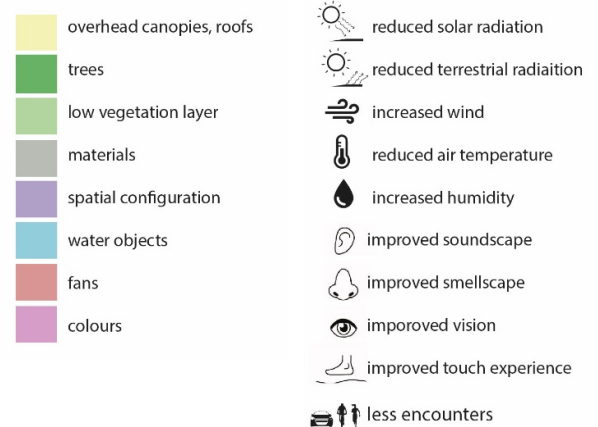 overhead canopies, roofs
trees
low vegetation layer
materials
spatial configuration
water objects
fans
colours
reduced solar radiation
reduced terrestrial radiaition
increased wind
reduced air temperature
increased humidity
improved soundscape
improved smellscape
imporoved vision
improved touch experience
less encounters